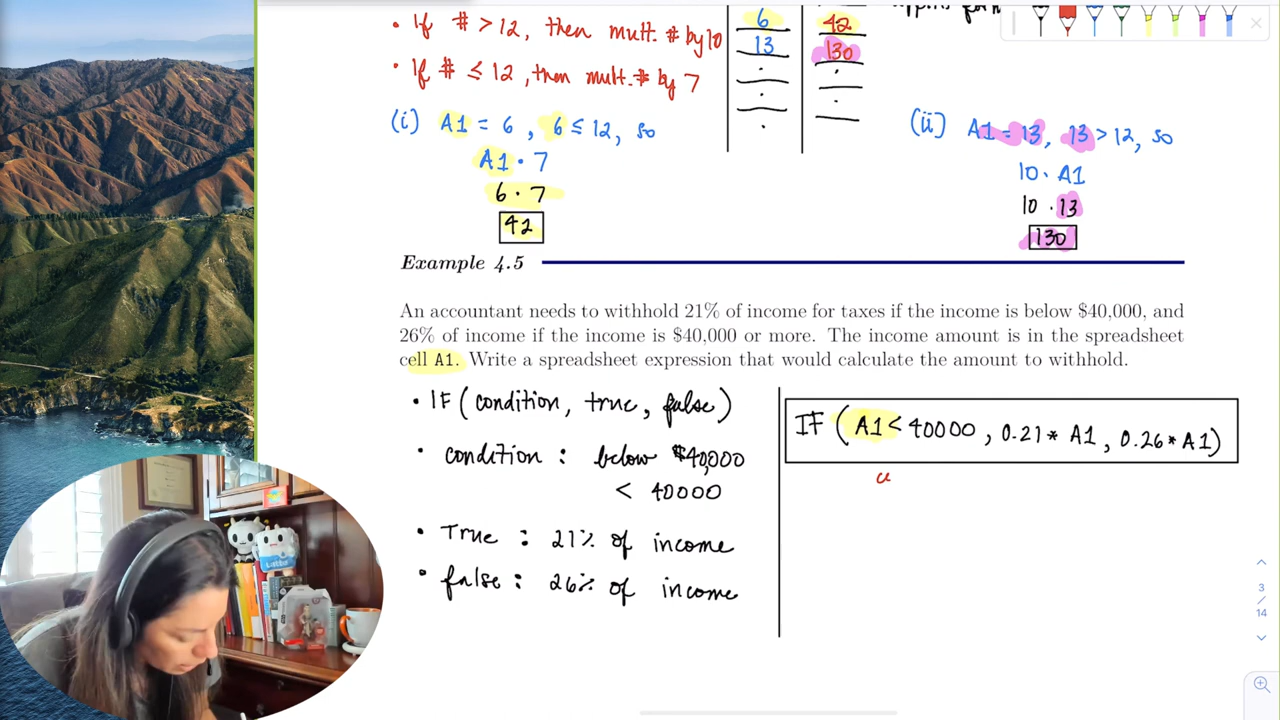 • If # > 12, then mult. # by 10
• If # ≤ 12, then mult. # by 7
6 42
13 130
(i) A1 = 6, 6 ≤ 12, so
A1 · 7
6 · 7
42
(ii) A1 = 13, 13 > 12, so
10 · A1
10 · 13
130
Example 4.5
An accountant needs to withhold 21% of income for taxes if the income is below $40,000, and
26% of income if the income is $40,000 or more. The income amount is in the spreadsheet
cell A1. Write a spreadsheet expression that would calculate the amount to withhold.
• IF (condition, true, false)
• condition : below $40,000
< 40000
• True : 21% of income
• false : 26% of income
IF (A1 < 40000, 0.21 * A1, 0.26 * A1)
3
/
14